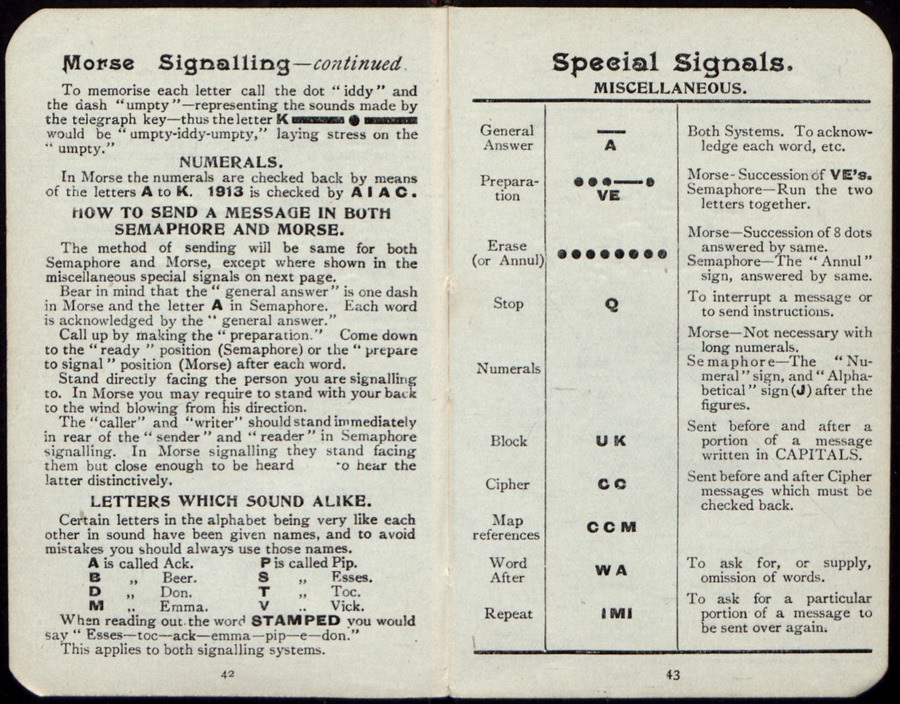 Morse Signalling—continued.
To memorise each letter call the dot "iddy" and
the dash "umpty"—representing the sounds made by
the telegraph key—thus the letter K ▬ ● ▬
would be "umpty-iddy-umpty," laying stress on the
"umpty."
NUMERALS.
In Morse the numerals are checked back by means
of the letters A to K. 1913 is checked by A I A C.
HOW TO SEND A MESSAGE IN BOTH
SEMAPHORE AND MORSE.
The method of sending will be same for both
Semaphore and Morse, except where shown in the
miscellaneous special signals on next page.
Bear in mind that the "general answer" is one dash
in Morse and the letter A in Semaphore. Each word
is acknowledged by the "general answer."
Call up by making the "preparation." Come down
to the "ready" position (Semaphore) or the "prepare
to signal" position (Morse) after each word.
Stand directly facing the person you are signalling
to. In Morse you may require to stand with your back
to the wind blowing from his direction.
The "caller" and "writer" should stand immediately
in rear of the "sender" and "reader" in Semaphore
signalling. In Morse signalling they stand facing
them but close enough to be heard to hear the
latter distinctively.
LETTERS WHICH SOUND ALIKE.
Certain letters in the alphabet being very like each
other in sound have been given names, and to avoid
mistakes you should always use those names.
A is called Ack. P is called Pip.
B ,, Beer. S ,, Esses.
D ,, Don. T ,, Toc.
M ,, Emma. V ,, Vick.
When reading out the word STAMPED you would
say "Esses—toc—ack—emma—pip—e—don."
This applies to both signalling systems.
42
Special Signals.
MISCELLANEOUS.
General
Answer
—
A
Both Systems. To acknow-
ledge each word, etc.
Prepara-
tion
●●●—●
VE
Morse-Succession of VE's.
Semaphore—Run the two
letters together.
Erase
(or Annul)
●●●●●●●●
Morse—Succession of 8 dots
answered by same.
Semaphore—The "Annul"
sign, answered by same.
Stop
Q
To interrupt a message or
to send instructions.
Numerals
Morse—Not necessary with
long numerals.
Semaphore—The "Nu-
meral" sign, and "Alpha-
betical" sign (J) after the
figures.
Block
U K
Sent before and after a
portion of a message
written in CAPITALS.
Cipher
C C
Sent before and after Cipher
messages which must be
checked back.
Map
references
C C M
Word
After
W A
To ask for, or supply,
omission of words.
Repeat
I M I
To ask for a particular
portion of a message to
be sent over again.
43